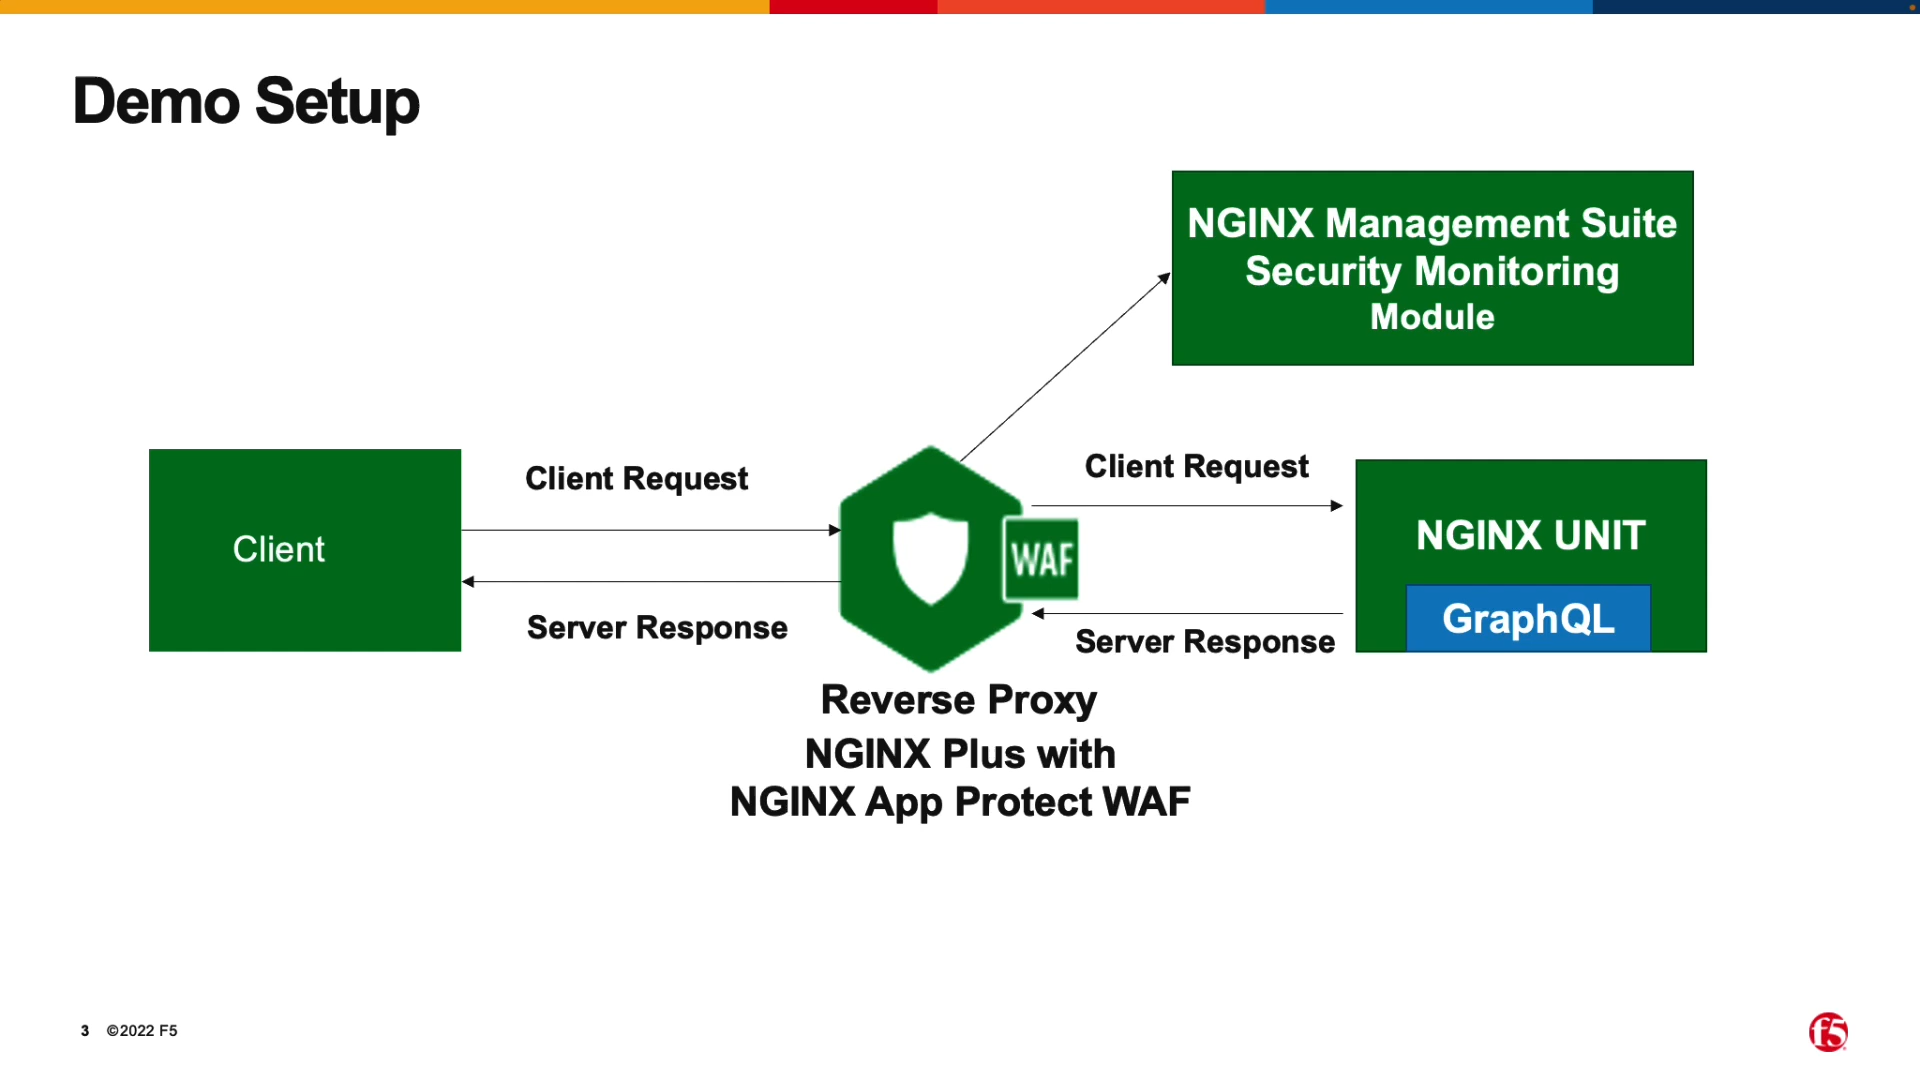 Demo Setup
NGINX Management Suite
Security Monitoring
Module
Client Request
Client Request
Client
WAF
NGINX UNIT
GraphQL
Server Response
Server Response
Reverse Proxy
NGINX Plus with
NGINX App Protect WAF
3 ©2022 F5
f5